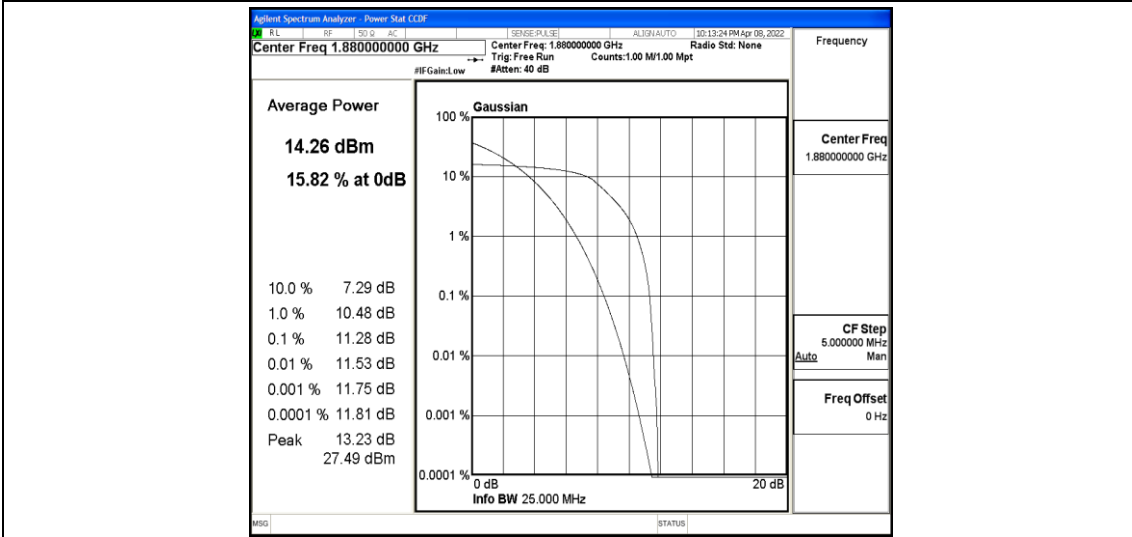 Agilent Spectrum Analyzer - Power Stat CCDF
RL RF 50 Ω AC SENSE:PULSE ALIGN AUTO 10:13:24 PM Apr 08, 2022
Center Freq 1.880000000 GHz
Center Freq: 1.880000000 GHz Radio Std: None
Trig: Free Run Counts:1.00 M/1.00 Mpt
#IFGain:Low #Atten: 40 dB
Frequency
Average Power
14.26 dBm
15.82 % at 0dB
10.0 % 7.29 dB
1.0 % 10.48 dB
0.1 % 11.28 dB
0.01 % 11.53 dB
0.001 % 11.75 dB
0.0001 % 11.81 dB
Peak 13.23 dB
27.49 dBm
Gaussian
100 %
10 %
1 %
0.1 %
0.01 %
0.001 %
0.0001 %
0 dB 20 dB
Info BW 25.000 MHz
Center Freq
1.880000000 GHz
CF Step
5.000000 MHz
Auto Man
Freq Offset
0 Hz
MSG STATUS